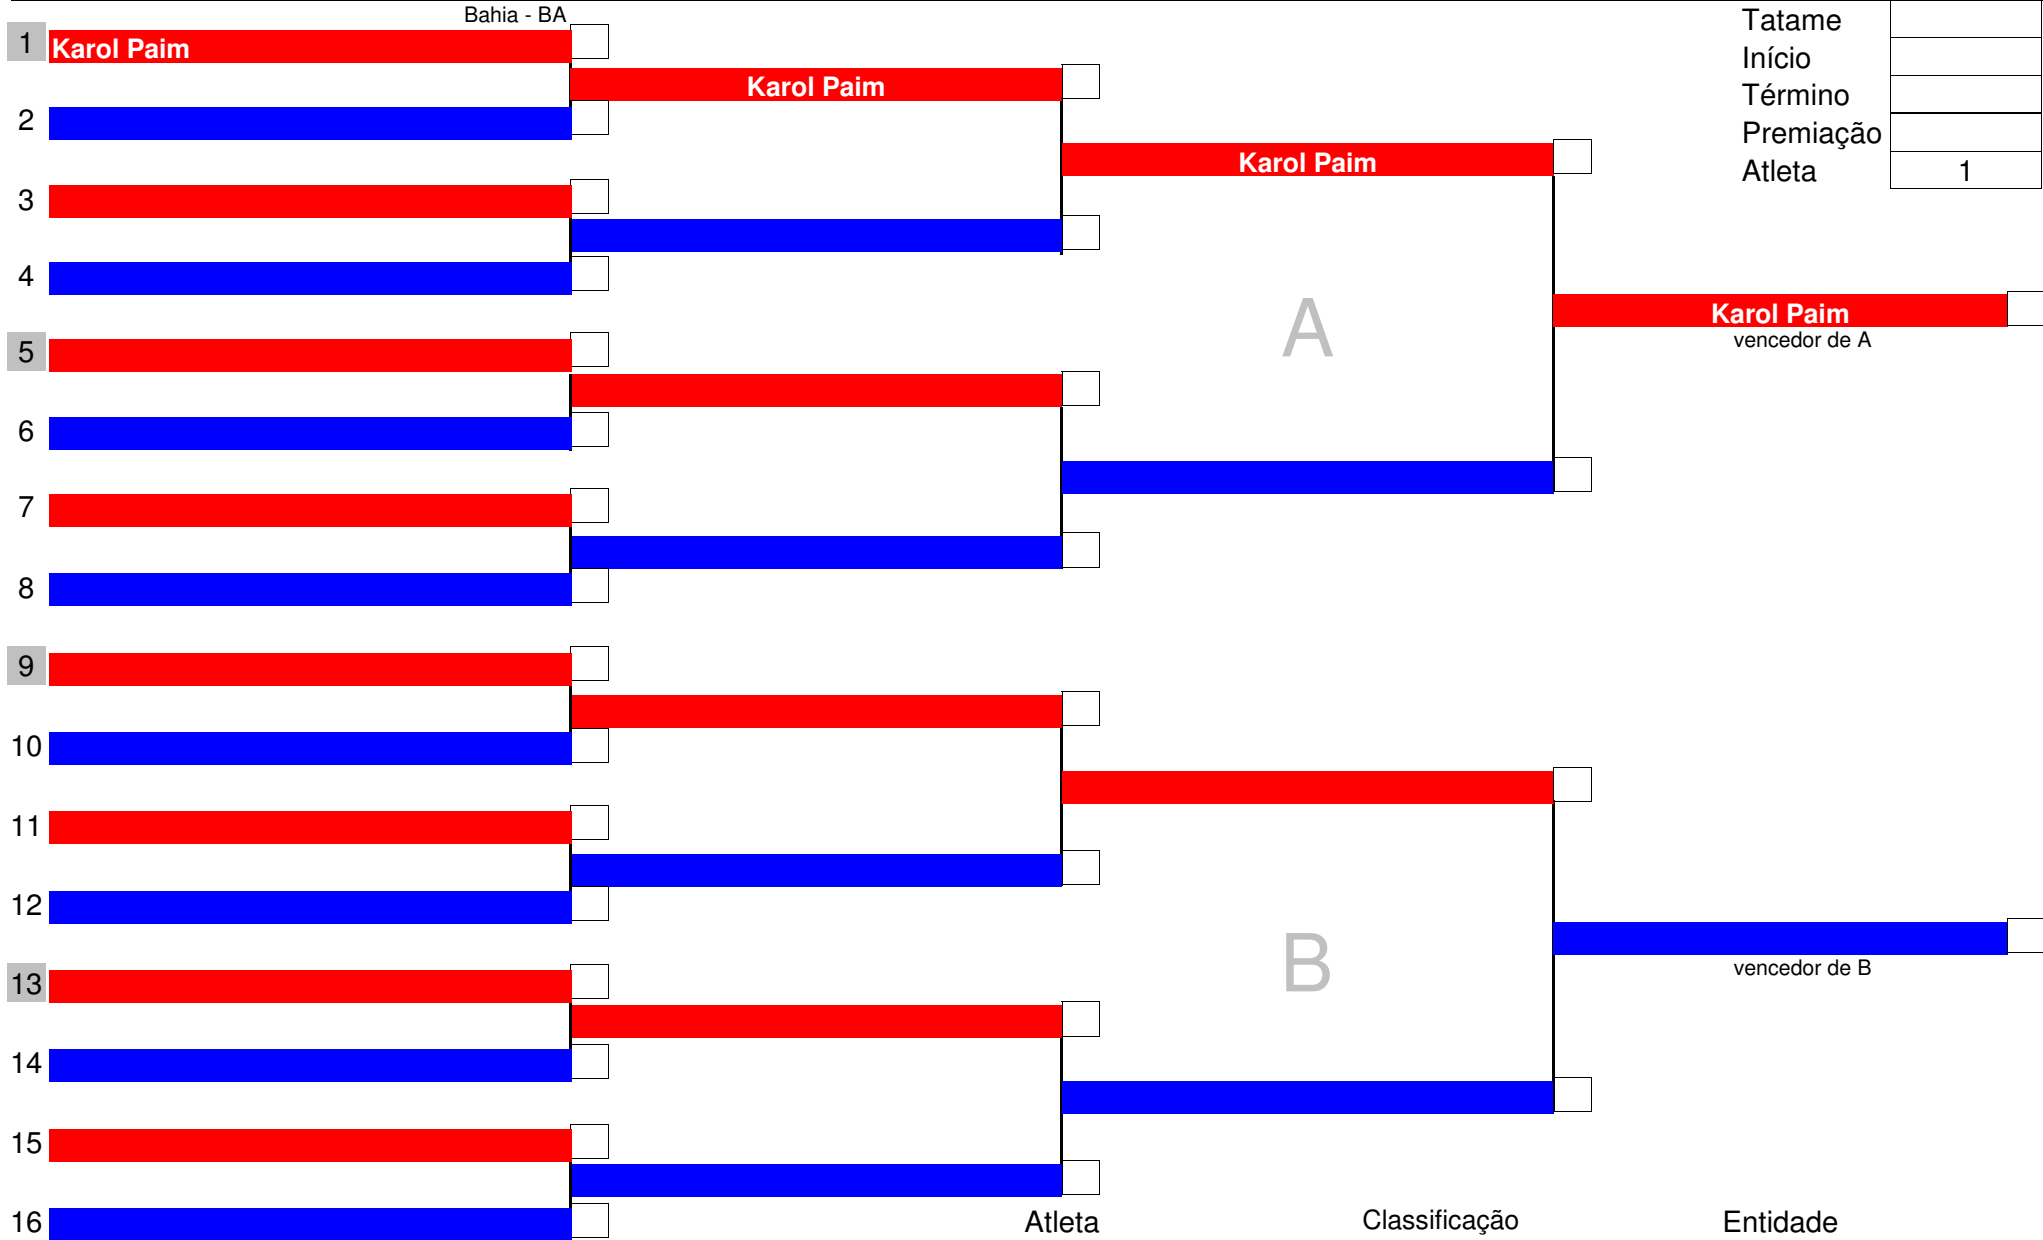 Bahia - BA
Tatame
1 Karol Paim
Início
Karol Paim
Término
2
Premiação
Karol Paim
Atleta 1
3
4
A
Karol Paim
vencedor de A
5
6
7
8
9
10
11
12
B
vencedor de B
13
14
15
16
Atleta Classificação Entidade